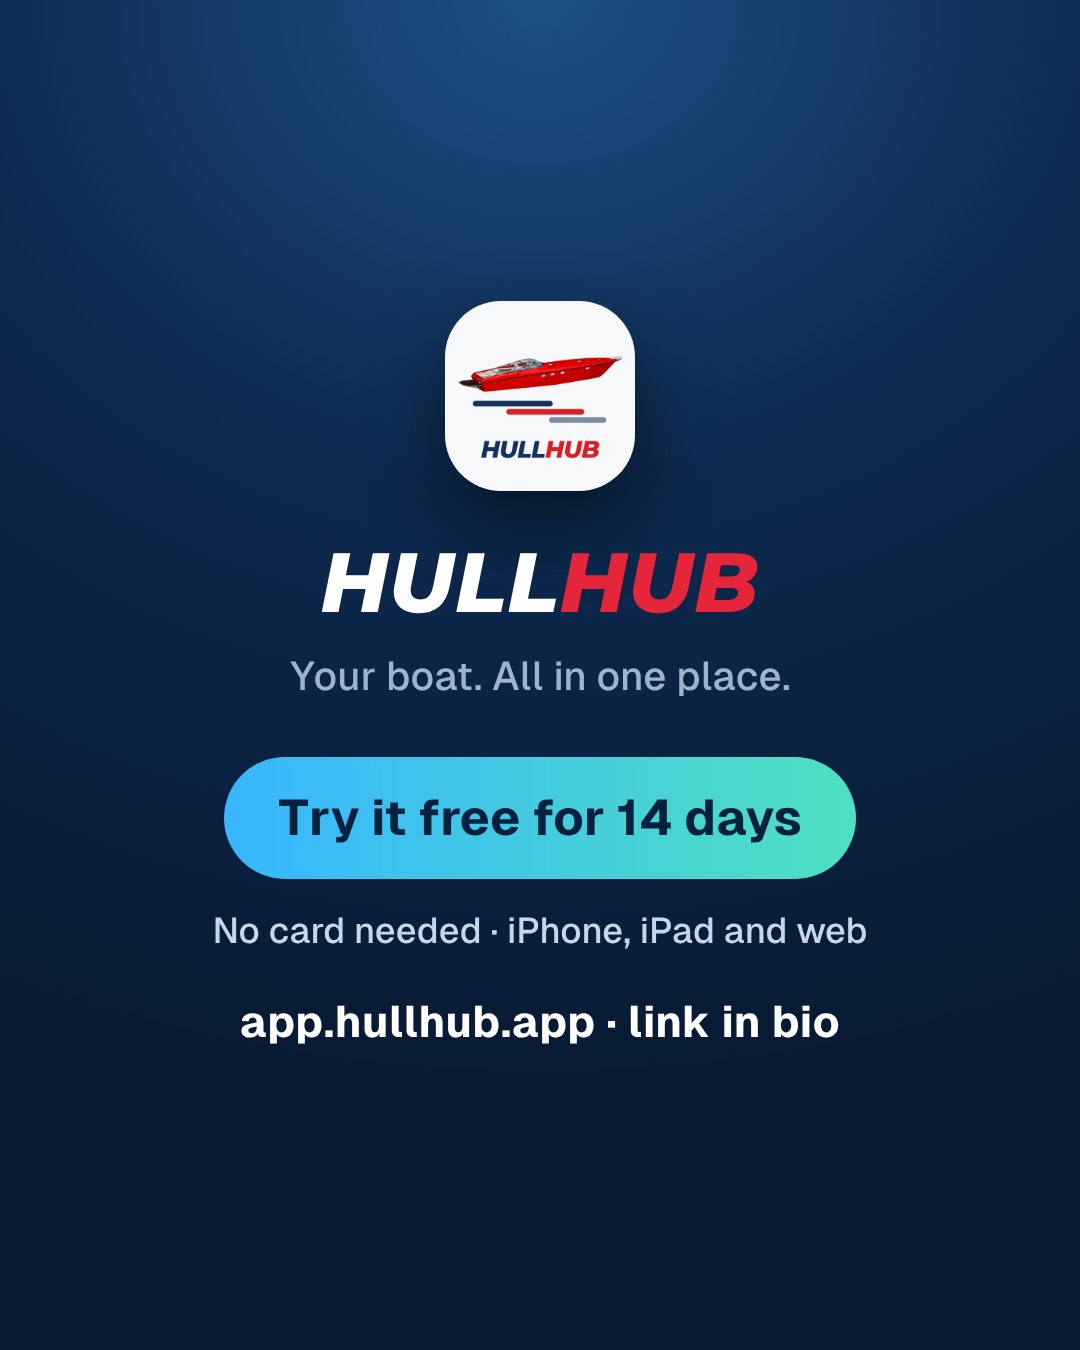 HULLHUB
HULLHUB
Your boat. All in one place.
Try it free for 14 days
No card needed · iPhone, iPad and web
app.hullhub.app · link in bio